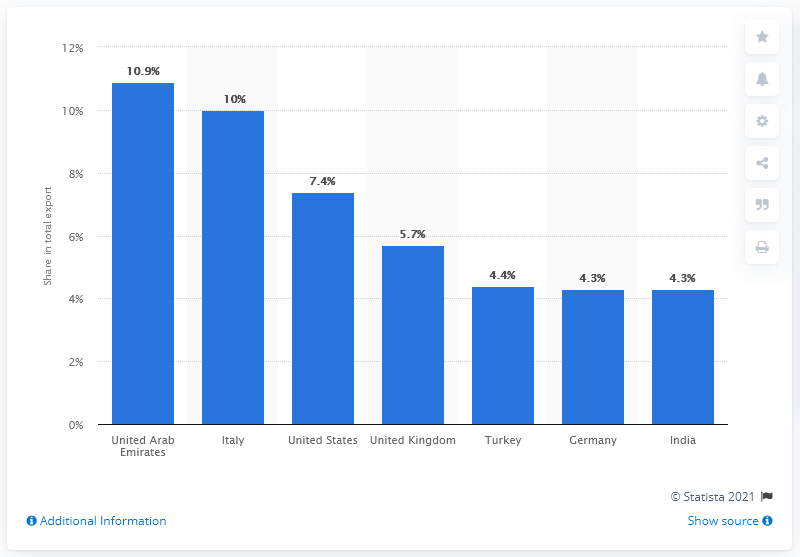 12%
10%
8%
6%
4%
2%
0%
Share in total export
10.9%
10%
7.4%
5.7%
4.4%
4.3%
4.3%
United Arab
Emirates
Italy
United States
United Kingdom
Turkey
Germany
India
© Statista 2021
Additional Information
Show source